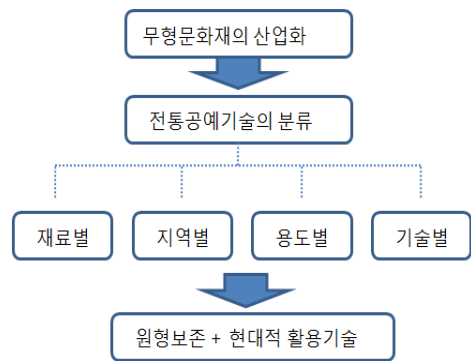 무형문화재의 산업화
전통공예기술의 분류
재료별 지역별 용도별 기술별
원형보존 + 현대적 활용기술